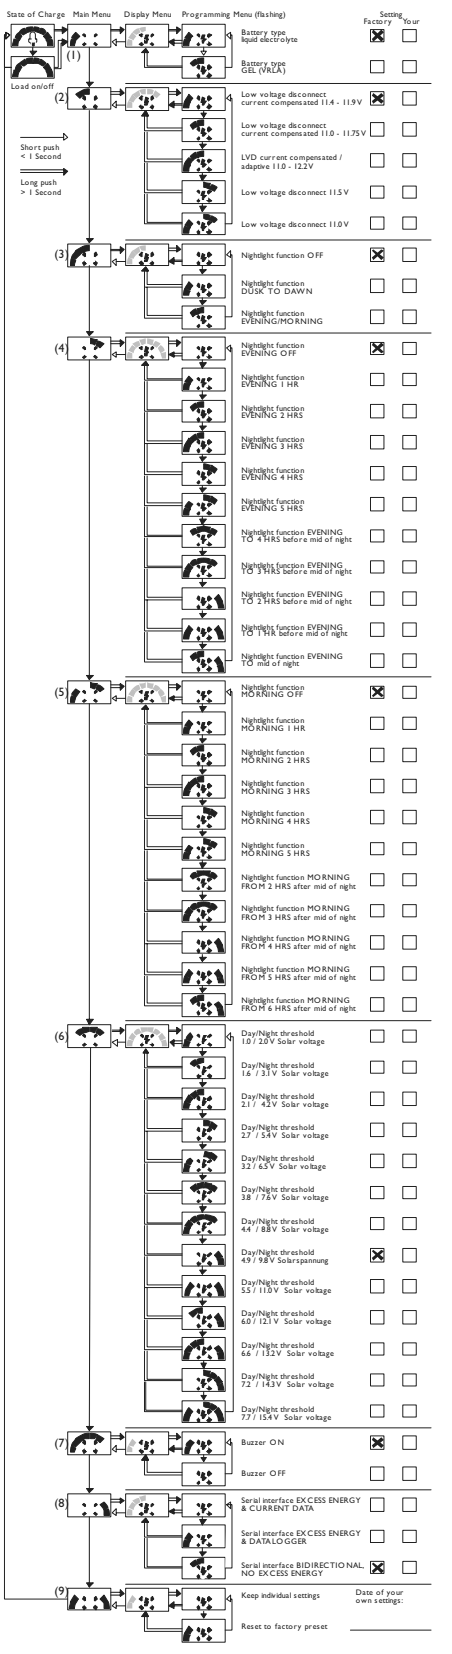 State of Charge Main Menu Display Menu Programming Menu (flashing) Setting
Factory Your
Battery type
liquid electrolyte
(1)
Battery type
GEL (VRLA)
Load on/off
(2)
Low voltage disconnect
current compensated 11.4 - 11.9 V
Low voltage disconnect
current compensated 11.0 - 11.75 V
Short push
< 1 Second
LVD current compensated /
adaptive 11.0 - 12.2 V
Long push
> 1 Second
Low voltage disconnect 11.5 V
Low voltage disconnect 11.0 V
(3)
Nightlight function OFF
Nightlight function
DUSK TO DAWN
Nightlight function
EVENING/MORNING
(4)
Nightlight function
EVENING OFF
Nightlight function
EVENING 1 HR
Nightlight function
EVENING 2 HRS
Nightlight function
EVENING 3 HRS
Nightlight function
EVENING 4 HRS
Nightlight function
EVENING 5 HRS
Nightlight function EVENING
TO 4 HRS before mid of night
Nightlight function EVENING
TO 3 HRS before mid of night
Nightlight function EVENING
TO 2 HRS before mid of night
Nightlight function EVENING
TO 1 HR before mid of night
Nightlight function EVENING
TO mid of night
(5)
Nightlight function
MORNING OFF
Nightlight function
MORNING 1 HR
Nightlight function
MORNING 2 HRS
Nightlight function
MORNING 3 HRS
Nightlight function
MORNING 4 HRS
Nightlight function
MORNING 5 HRS
Nightlight function MORNING
FROM 2 HRS after mid of night
Nightlight function MORNING
FROM 3 HRS after mid of night
Nightlight function MORNING
FROM 4 HRS after mid of night
Nightlight function MORNING
FROM 5 HRS after mid of night
Nightlight function MORNING
FROM 6 HRS after mid of night
(6)
Day/Night threshold
1.0 / 2.0 V Solar voltage
Day/Night threshold
1.6 / 3.1 V Solar voltage
Day/Night threshold
2.1 / 4.2 V Solar voltage
Day/Night threshold
2.7 / 5.4 V Solar voltage
Day/Night threshold
3.2 / 6.5 V Solar voltage
Day/Night threshold
3.8 / 7.6 V Solar voltage
Day/Night threshold
4.4 / 8.8 V Solar voltage
Day/Night threshold
4.9 / 9.8 V Solarspannung
Day/Night threshold
5.5 / 11.0 V Solar voltage
Day/Night threshold
6.0 / 12.1 V Solar voltage
Day/Night threshold
6.6 / 13.2 V Solar voltage
Day/Night threshold
7.2 / 14.3 V Solar voltage
Day/Night threshold
7.7 / 15.4 V Solar voltage
(7)
Buzzer ON
Buzzer OFF
(8)
Serial interface EXCESS ENERGY
& CURRENT DATA
Serial interface EXCESS ENERGY
& DATALOGGER
Serial interface BIDIRECTIONAL,
NO EXCESS ENERGY
(9)
Keep individual settings
Date of your
own settings:
Reset to factory preset